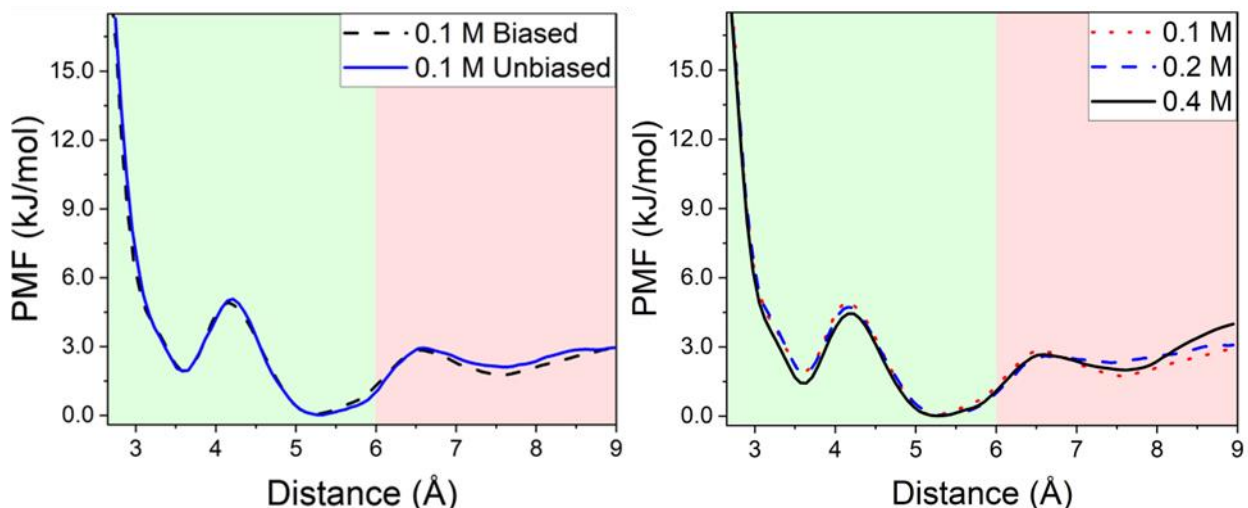 0.1 M Biased
0.1 M Unbiased
15.0
12.0
9.0
6.0
3.0
0.0
PMF (kJ/mol)
3 4 5 6 7 8 9
Distance (Å)
0.1 M
0.2 M
0.4 M
15.0
12.0
9.0
6.0
3.0
0.0
PMF (kJ/mol)
3 4 5 6 7 8 9
Distance (Å)